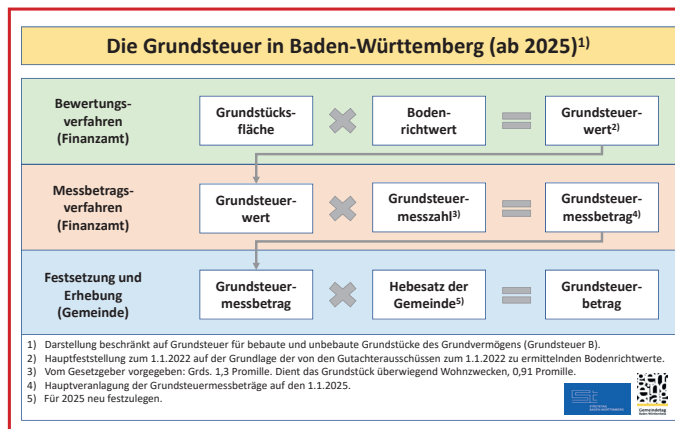 Die Grundsteuer in Baden-Württemberg (ab 2025)1)
Bewertungs-
verfahren
(Finanzamt)
Grundstücks-
fläche
Boden-
richtwert
Grundsteuer-
wert2)
Messbetrags-
verfahren
(Finanzamt)
Grundsteuer-
wert
Grundsteuer-
messzahl3)
Grundsteuer-
messbetrag4)
Festsetzung und
Erhebung
(Gemeinde)
Grundsteuer-
messbetrag
Hebesatz der
Gemeinde5)
Grundsteuer-
betrag
1) Darstellung beschränkt auf Grundsteuer für bebaute und unbebaute Grundstücke des Grundvermögens (Grundsteuer B).
2) Hauptfeststellung zum 1.1.2022 auf der Grundlage der von den Gutachterausschüssen zum 1.1.2022 zu ermittelnden Bodenrichtwerte.
3) Vom Gesetzgeber vorgegeben: Grds. 1,3 Promille. Dient das Grundstück überwiegend Wohnzwecken, 0,91 Promille.
4) Hauptveranlagung der Grundsteuermessbeträge auf den 1.1.2025.
5) Für 2025 neu festzulegen.
Gemeindetag
Baden-Württemberg